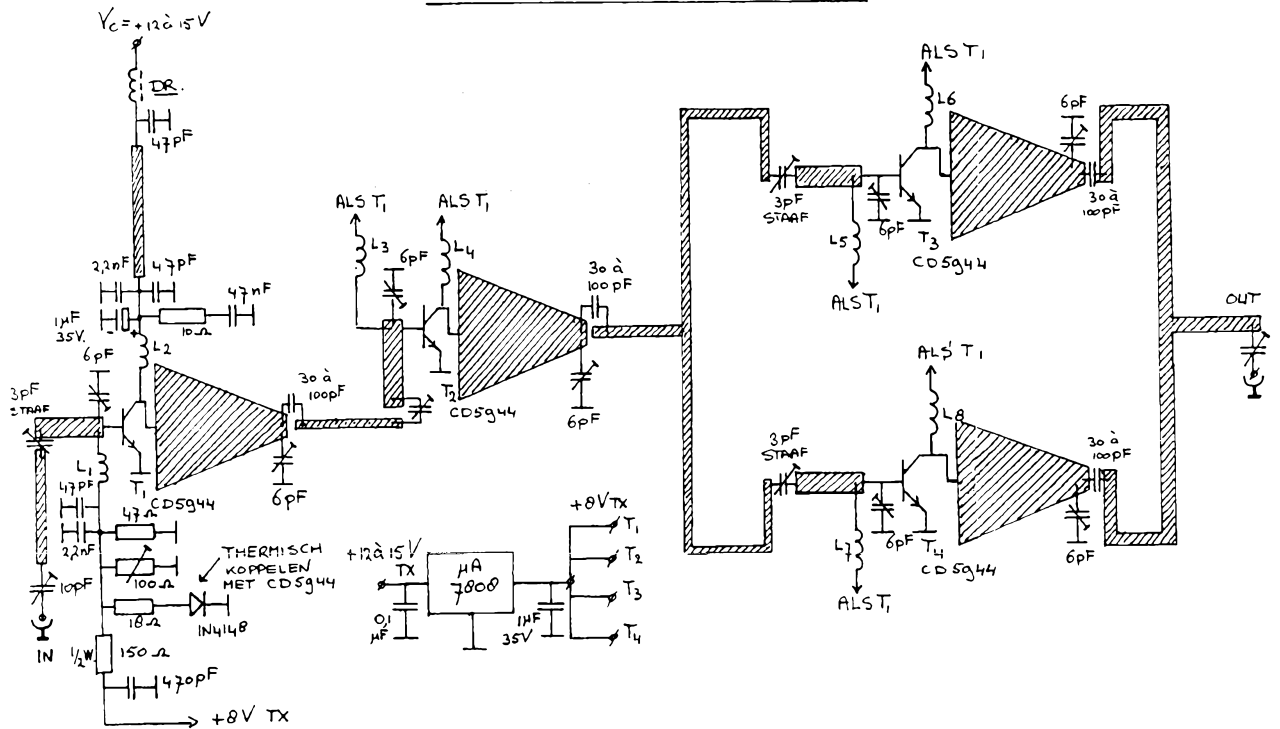 Vc = +12 à 15 V
DR.
47pF
2,2nF
47pF
47nF
1µF
35V.
+
10Ω
L2
6pF
3pF
STAAF
30 à
100pF
L1
47pF
T1
CD5944
6pF
47Ω
2,2nF
100Ω
THERMISCH
KOPPELEN
MET CD5944
10pF
18Ω
1N4148
IN
1/2W.
150Ω
470pF
+8V TX
ALS T1
ALS T1
L3
6pF
L4
30 à
100pF
T2
CD5944
6pF
+12 à 15V
TX
µA
7808
0,1
µF
1µF
35V
+8V TX
T1
T2
T3
T4
ALS T1
L6
6pF
3pF
STAAF
L5
6pF
T3
CD5944
30 à
100pF
ALS T1
ALS T1
L8
3pF
STAAF
30 à
100pF
L7
6pF
T4
CD5944
6pF
ALS T1
OUT